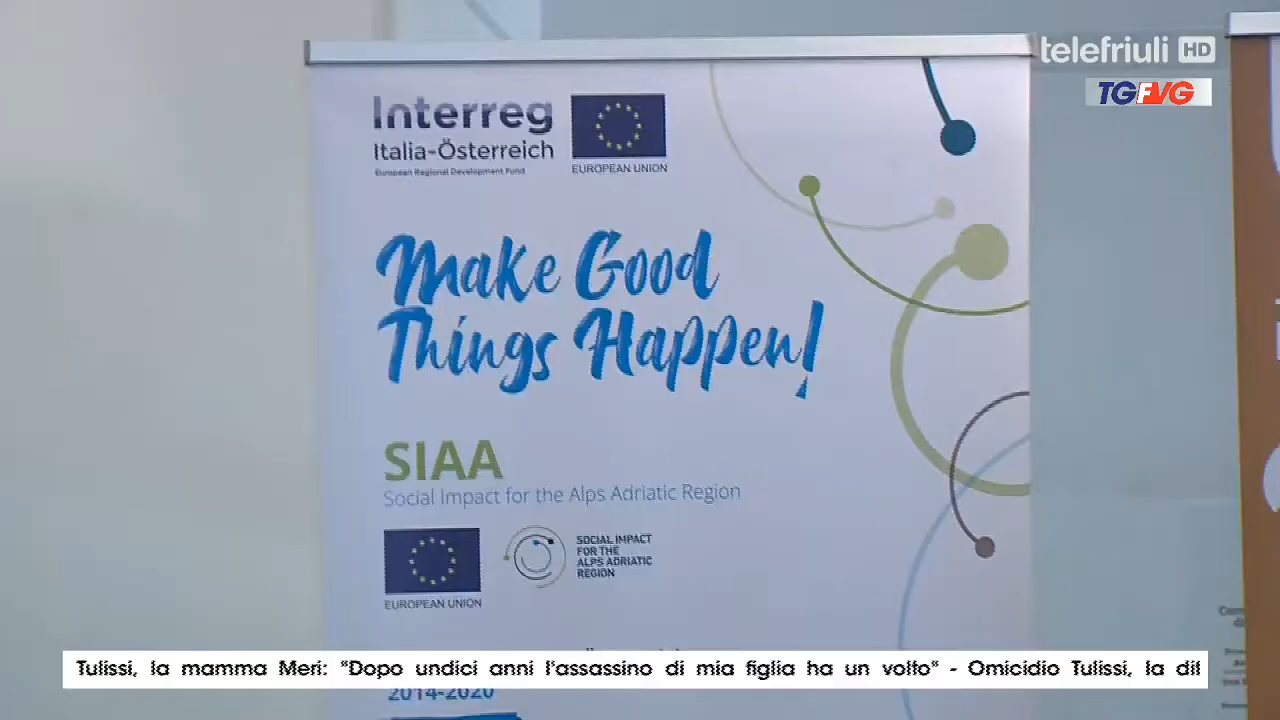 telefriuli HD
TGFVG
Interreg
Italia-Österreich
European Regional Development Fund
EUROPEAN UNION
Make Good
Things Happen!
SIAA
Social Impact for the Alps Adriatic Region
EUROPEAN UNION
SOCIAL IMPACT
FOR THE
ALPS ADRIATIC
REGION
Tulissi, la mamma Meri: "Dopo undici anni l'assassino di mia figlia ha un volto" - Omicidio Tulissi, la
2014-2020